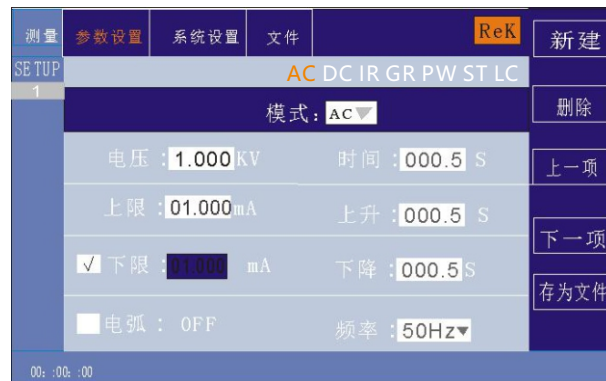 测量 参数设置 系统设置 文件 ReK 新建
SETUP AC DC IR GR PW ST LC
1
模式: AC 删除
电压 : 1.000 KV 时间 : 000.5 S 上一项
上限 : 01.000 mA 上升 : 000.5 S
√ 下限 : 01.000 mA 下降 : 000.5 S 下一项
存为文件
电弧 : OFF 频率 : 50Hz
00: :00: :00